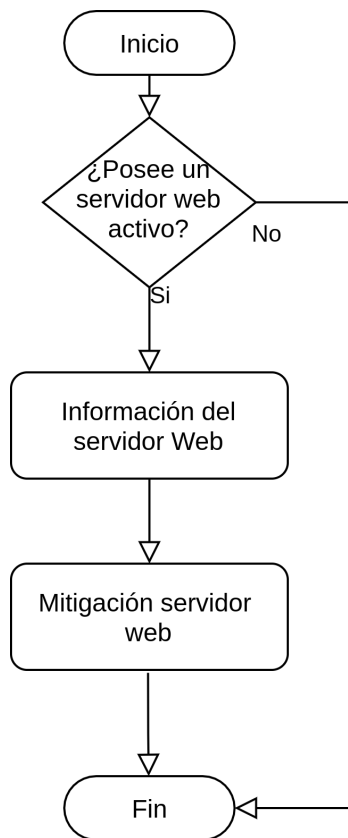 Inicio
¿Posee un
servidor web
activo?
No
Si
Información del
servidor Web
Mitigación servidor
web
Fin